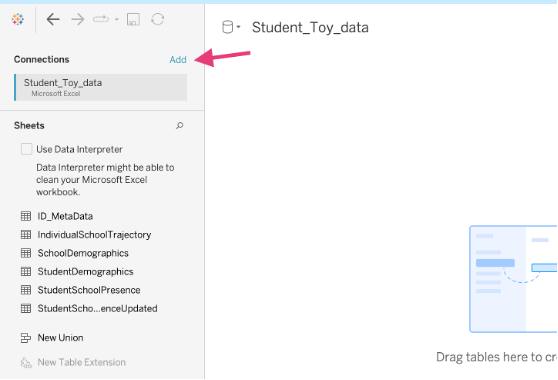 Student_Toy_data
Connections
Add
Student_Toy_data
Microsoft Excel
Sheets
Use Data Interpreter
Data Interpreter might be able to
clean your Microsoft Excel
workbook.
ID_MetaData
IndividualSchoolTrajectory
SchoolDemographics
StudentDemographics
StudentSchoolPresence
StudentScho...enceUpdated
New Union
New Table Extension
Drag tables here to cr